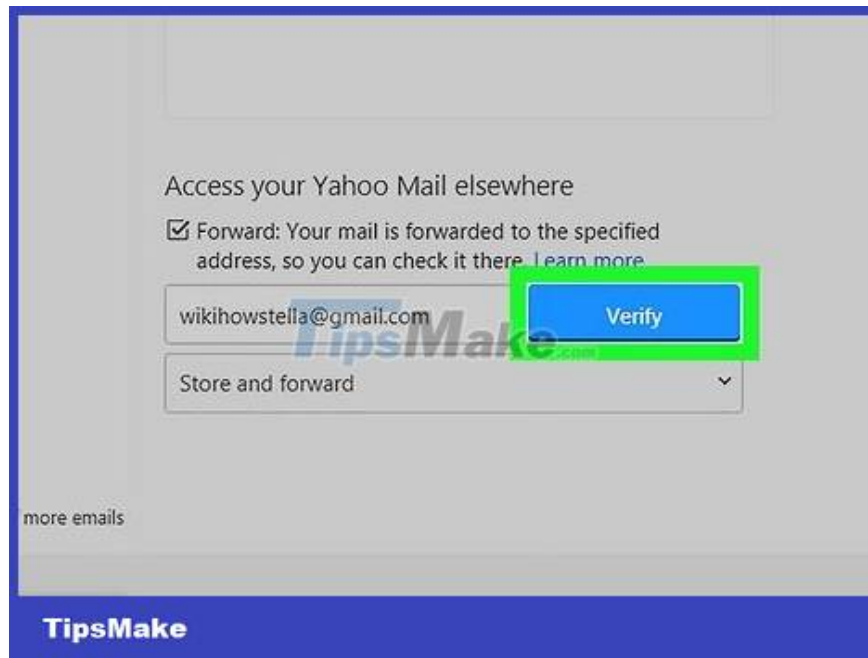 Access your Yahoo Mail elsewhere
Forward: Your mail is forwarded to the specified
address, so you can check it there. Learn more
wikihowstella@gmail.com
Verify
TipsMake.com
Store and forward
more emails
TipsMake